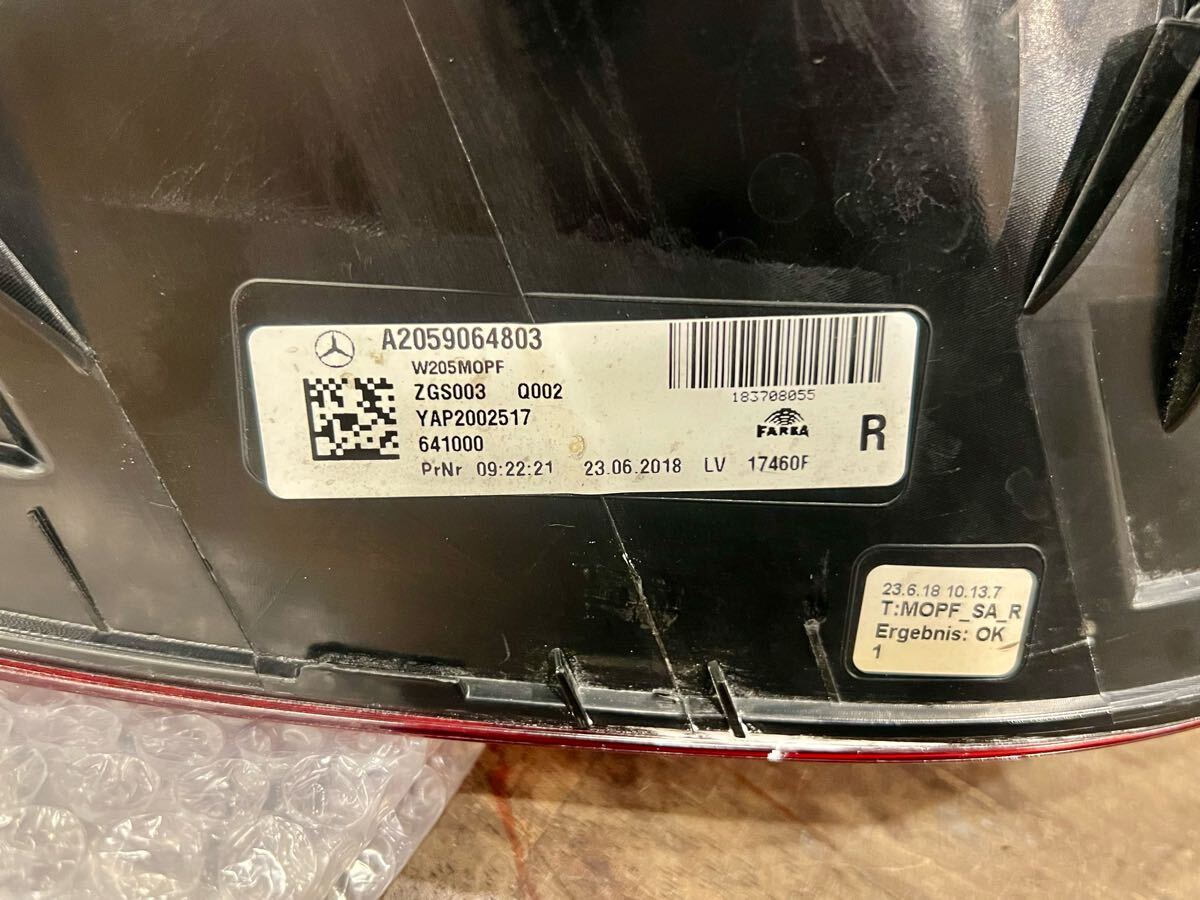 A2059064803
W205MOPF
ZGS003 Q002
YAP2002517
641000
PrNr 09:22:21 23.06.2018 LV 17460F
183708055
FARBA
R
23.6.18 10.13.7
T:MOPF_SA_R
Ergebnis: OK
1